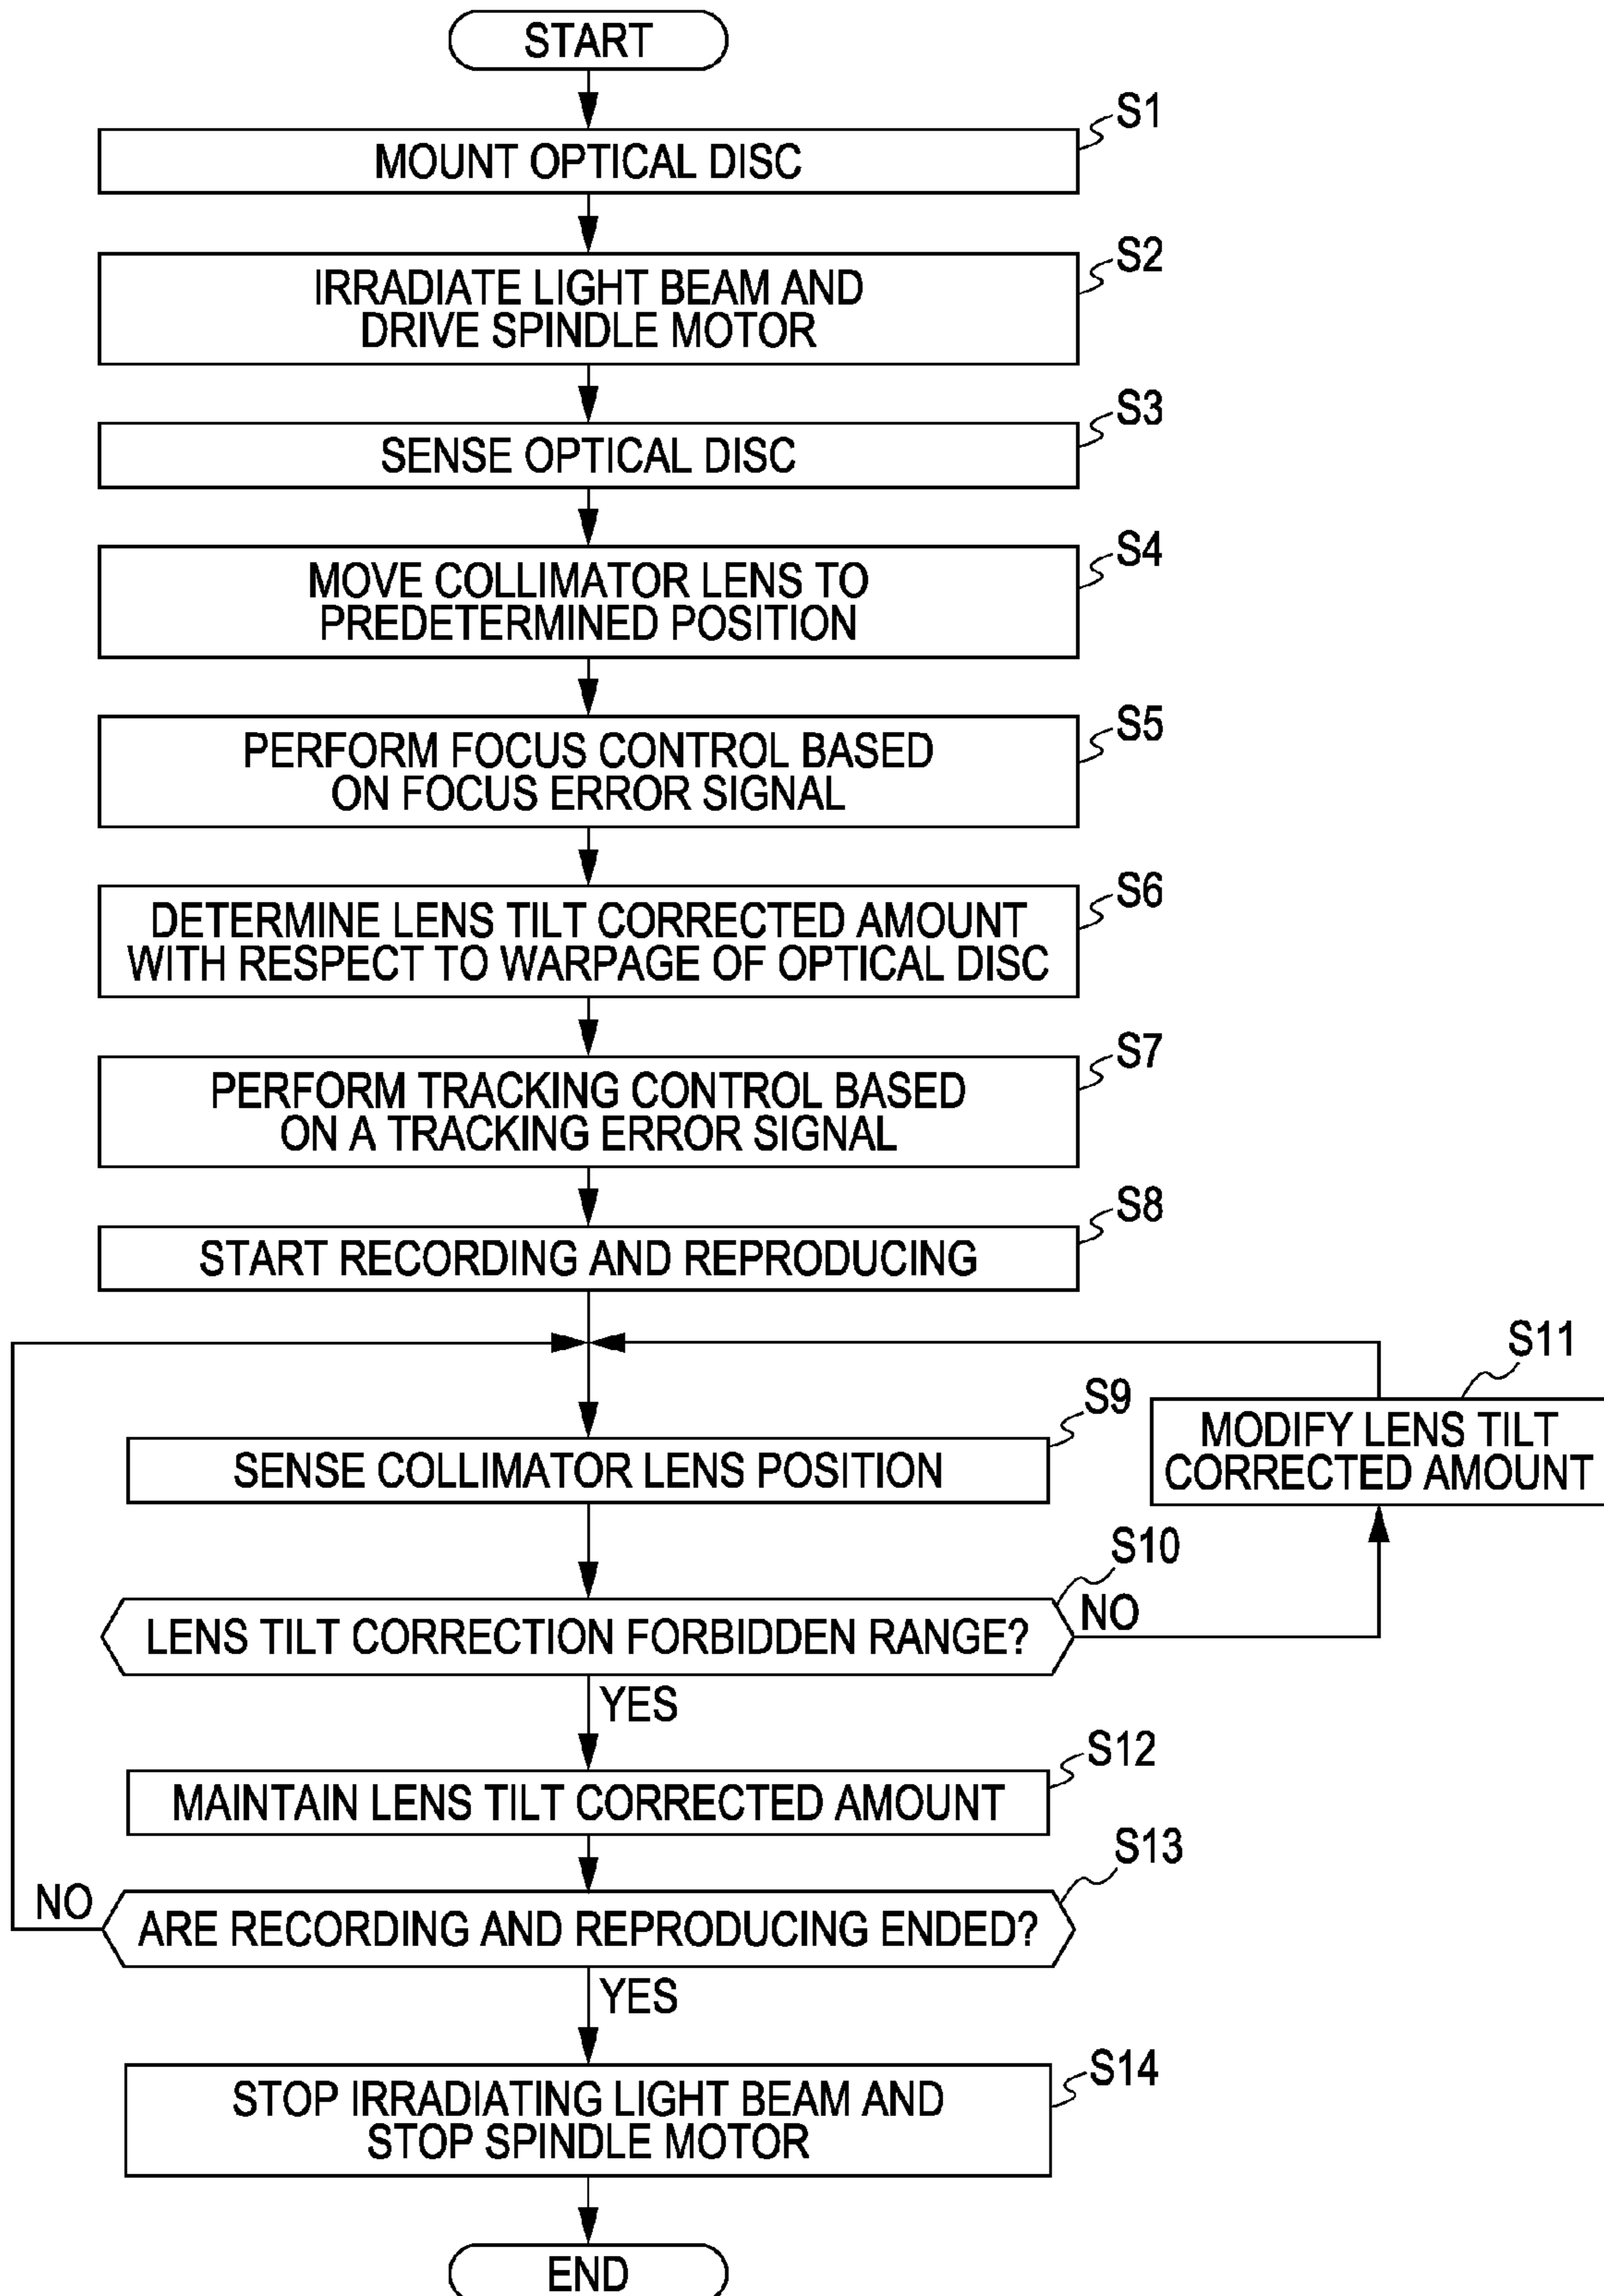 START
S1
MOUNT OPTICAL DISC
S2
IRRADIATE LIGHT BEAM AND
DRIVE SPINDLE MOTOR
S3
SENSE OPTICAL DISC
S4
MOVE COLLIMATOR LENS TO
PREDETERMINED POSITION
S5
PERFORM FOCUS CONTROL BASED
ON FOCUS ERROR SIGNAL
S6
DETERMINE LENS TILT CORRECTED AMOUNT
WITH RESPECT TO WARPAGE OF OPTICAL DISC
S7
PERFORM TRACKING CONTROL BASED
ON A TRACKING ERROR SIGNAL
S8
START RECORDING AND REPRODUCING
S9
SENSE COLLIMATOR LENS POSITION
S11
MODIFY LENS TILT
CORRECTED AMOUNT
S10
LENS TILT CORRECTION FORBIDDEN RANGE?
NO
YES
S12
MAINTAIN LENS TILT CORRECTED AMOUNT
S13
ARE RECORDING AND REPRODUCING ENDED?
NO
YES
S14
STOP IRRADIATING LIGHT BEAM AND
STOP SPINDLE MOTOR
END